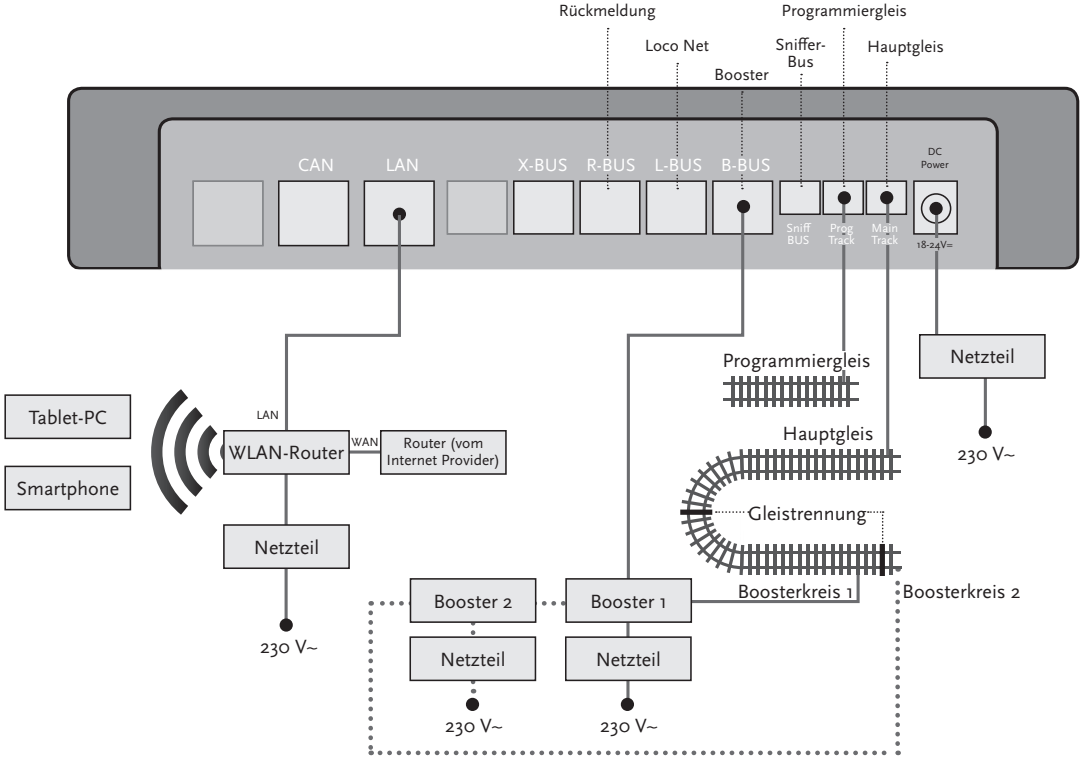 Rückmeldung
Programmiergleis
Loco Net
Sniffer-
Bus
Hauptgleis
Booster
CAN
LAN
X-BUS
R-BUS
L-BUS
B-BUS
DC
Power
Sniff
BUS
Prog
Track
Main
Track
18-24V=
Programmiergleis
Netzteil
230 V~
Tablet-PC
Smartphone
LAN
WLAN-Router
WAN
Router (vom
Internet Provider)
Netzteil
230 V~
Hauptgleis
Gleistrennung
Boosterkreis 1
Boosterkreis 2
Booster 2
Booster 1
Netzteil
Netzteil
230 V~
230 V~